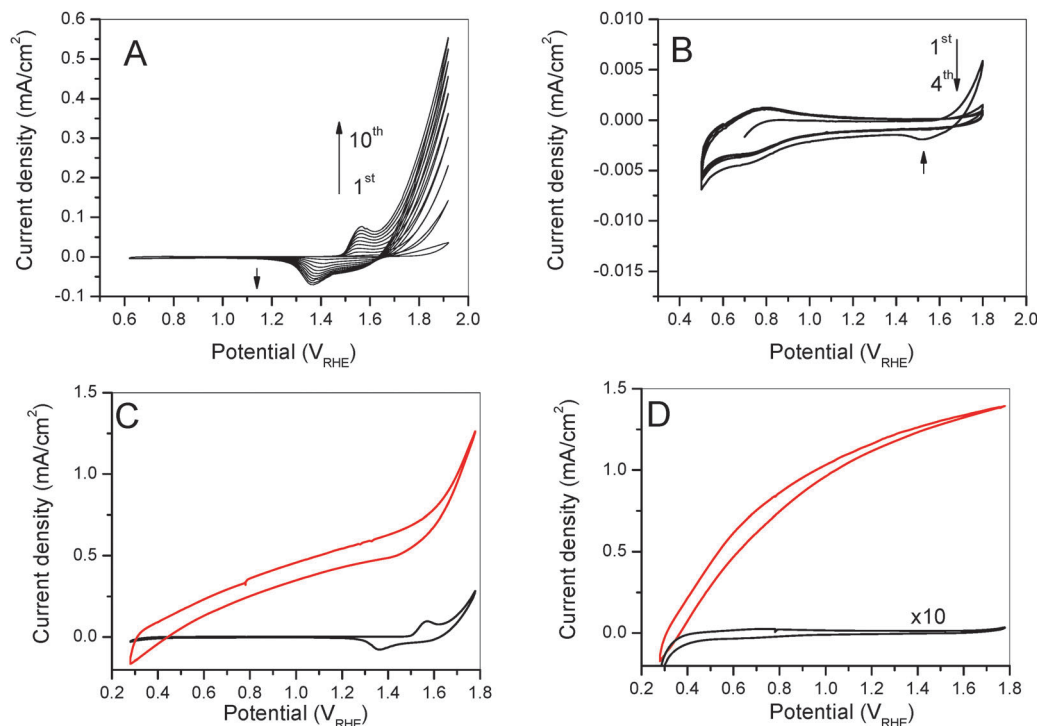 A
Current density (mA/cm²)
0.6
0.5
0.4
0.3
0.2
0.1
0.0
-0.1
10th
1st
0.6 0.8 1.0 1.2 1.4 1.6 1.8 2.0
Potential (VRHE)
B
Current density (mA/cm²)
0.010
0.005
0.000
-0.005
-0.010
-0.015
1st
4th
0.4 0.6 0.8 1.0 1.2 1.4 1.6 1.8 2.0
Potential (VRHE)
C
Current density (mA/cm²)
1.5
1.0
0.5
0.0
0.2 0.4 0.6 0.8 1.0 1.2 1.4 1.6 1.8
Potential (VRHE)
D
Current density (mA/cm²)
1.5
1.0
0.5
0.0
x10
0.2 0.4 0.6 0.8 1.0 1.2 1.4 1.6 1.8
Potential (VRHE)